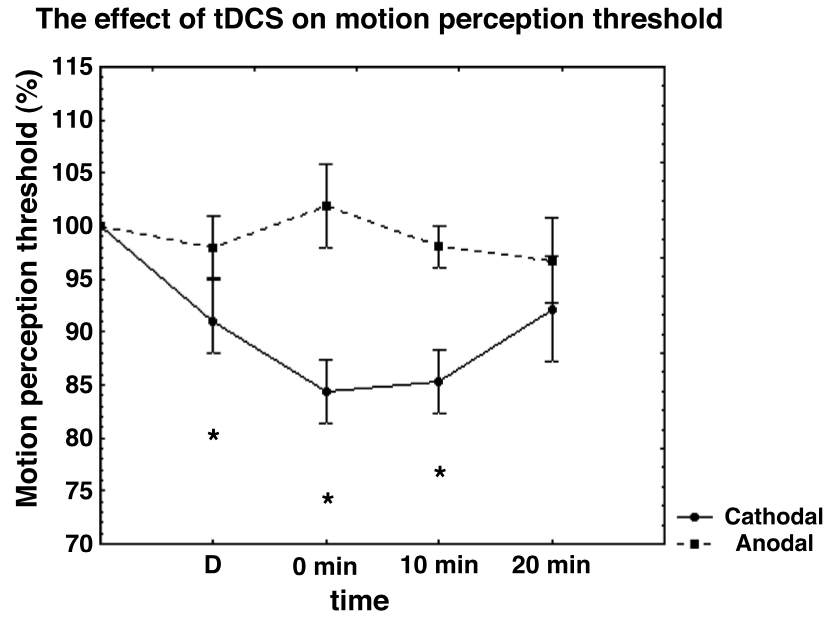 The effect of tDCS on motion perception threshold
Motion perception threshold (%)
115
110
105
100
95
90
85
80
75
70
*
*
*
D
0 min
10 min
20 min
time
Cathodal
Anodal